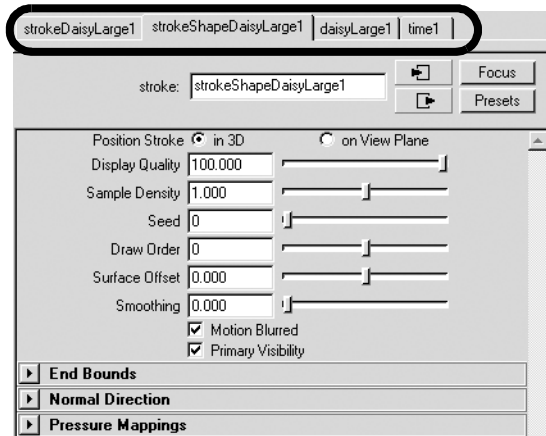 strokeDaisyLarge1 strokeShapeDaisyLarge1 daisyLarge1 time1
stroke: strokeShapeDaisyLarge1
Focus
Presets
Position Stroke in 3D on View Plane
Display Quality 100.000
Sample Density 1.000
Seed 0
Draw Order 0
Surface Offset 0.000
Smoothing 0.000
Motion Blurred
Primary Visibility
End Bounds
Normal Direction
Pressure Mappings